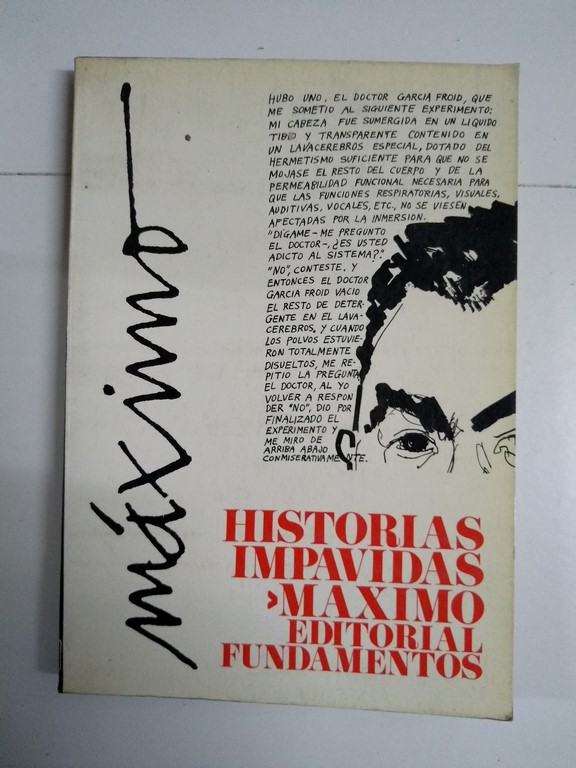 máximo
HUBO UNO, EL DOCTOR GARCIA FROID, QUE
ME SOMETIO AL SIGUIENTE EXPERIMENTO:
MI CABEZA FUE SUMERGIDA EN UN LIQUIDO
TIBIO Y TRANSPARENTE CONTENIDO EN
UN LAVACEREBROS ESPECIAL, DOTADO DEL
HERMETISMO SUFICIENTE PARA QUE NO SE
MOJASE EL RESTO DEL CUERPO Y DE LA
PERMEABILIDAD FUNCIONAL NECESARIA PARA
QUE LAS FUNCIONES RESPIRATORIAS, VISUALES,
AUDITIVAS, VOCALES, ETC, NO SE VIESEN
AFECTADAS POR LA INMERSION.
"DÍGAME - ME PREGUNTO
EL DOCTOR -, ¿ES USTED
ADICTO AL SISTEMA?"
"NO", CONTESTE. Y
ENTONCES EL DOCTOR
GARCIA FROID VACIO
EL RESTO DE DETER-
GENTE EN EL LAVA-
CEREBROS, Y CUANDO
LOS POLVOS ESTUVIE-
RON TOTALMENTE
DISUELTOS, ME RE-
PITIO LA PREGUNTA
EL DOCTOR, AL YO
VOLVER A RESPON
DER "NO", DIO POR
FINALIZADO EL
EXPERIMENTO Y
ME MIRO DE
ARRIBA ABAJO
CONMISERATIVAMENTE.
HISTORIAS
IMPAVIDAS
>MAXIMO
EDITORIAL
FUNDAMENTOS